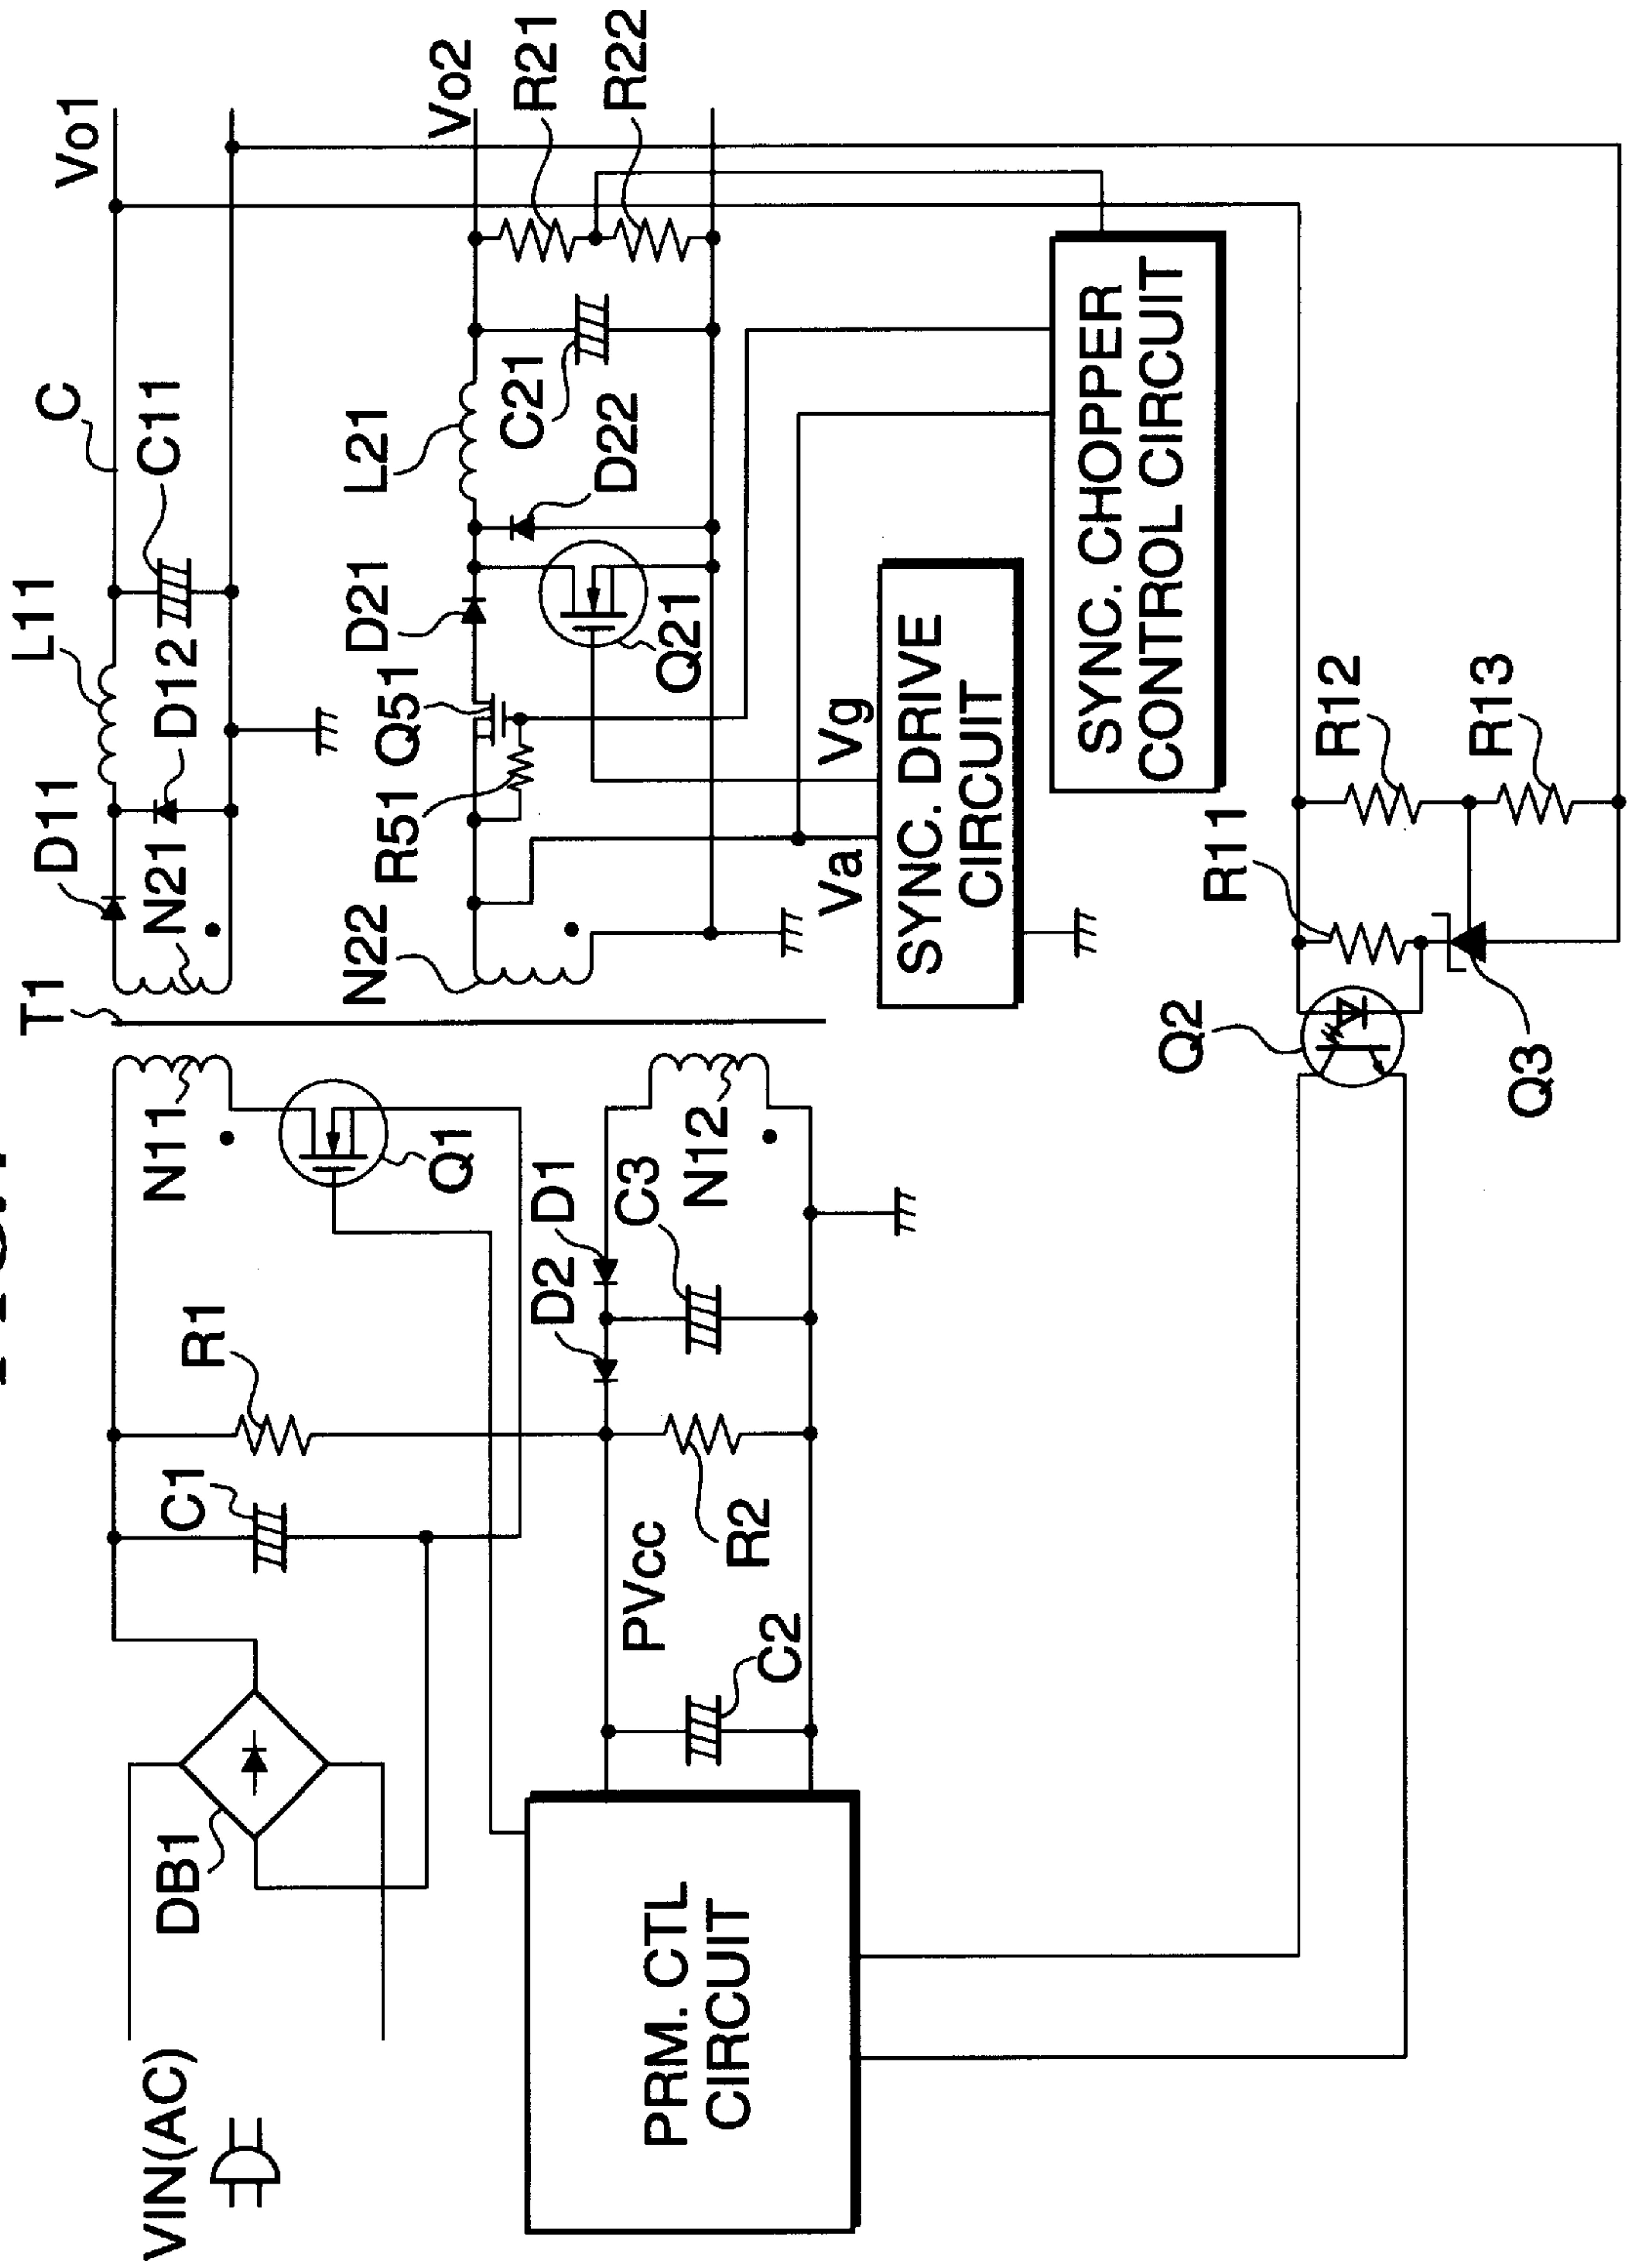 VIN(AC)
DB1
C1
R1
N11
Q1
T1
D11
N21
L11
D12
C11
C
Vo1
PRM. CTL
CIRCUIT
C2
PVcc
R2
D2
D1
C3
N12
N22
R51
Q51
D21
Q21
L21
D22
C21
Vo2
R21
R22
Va
Vg
SYNC. DRIVE
CIRCUIT
SYNC. CHOPPER
CONTROL CIRCUIT
Q2
R11
Q3
R12
R13